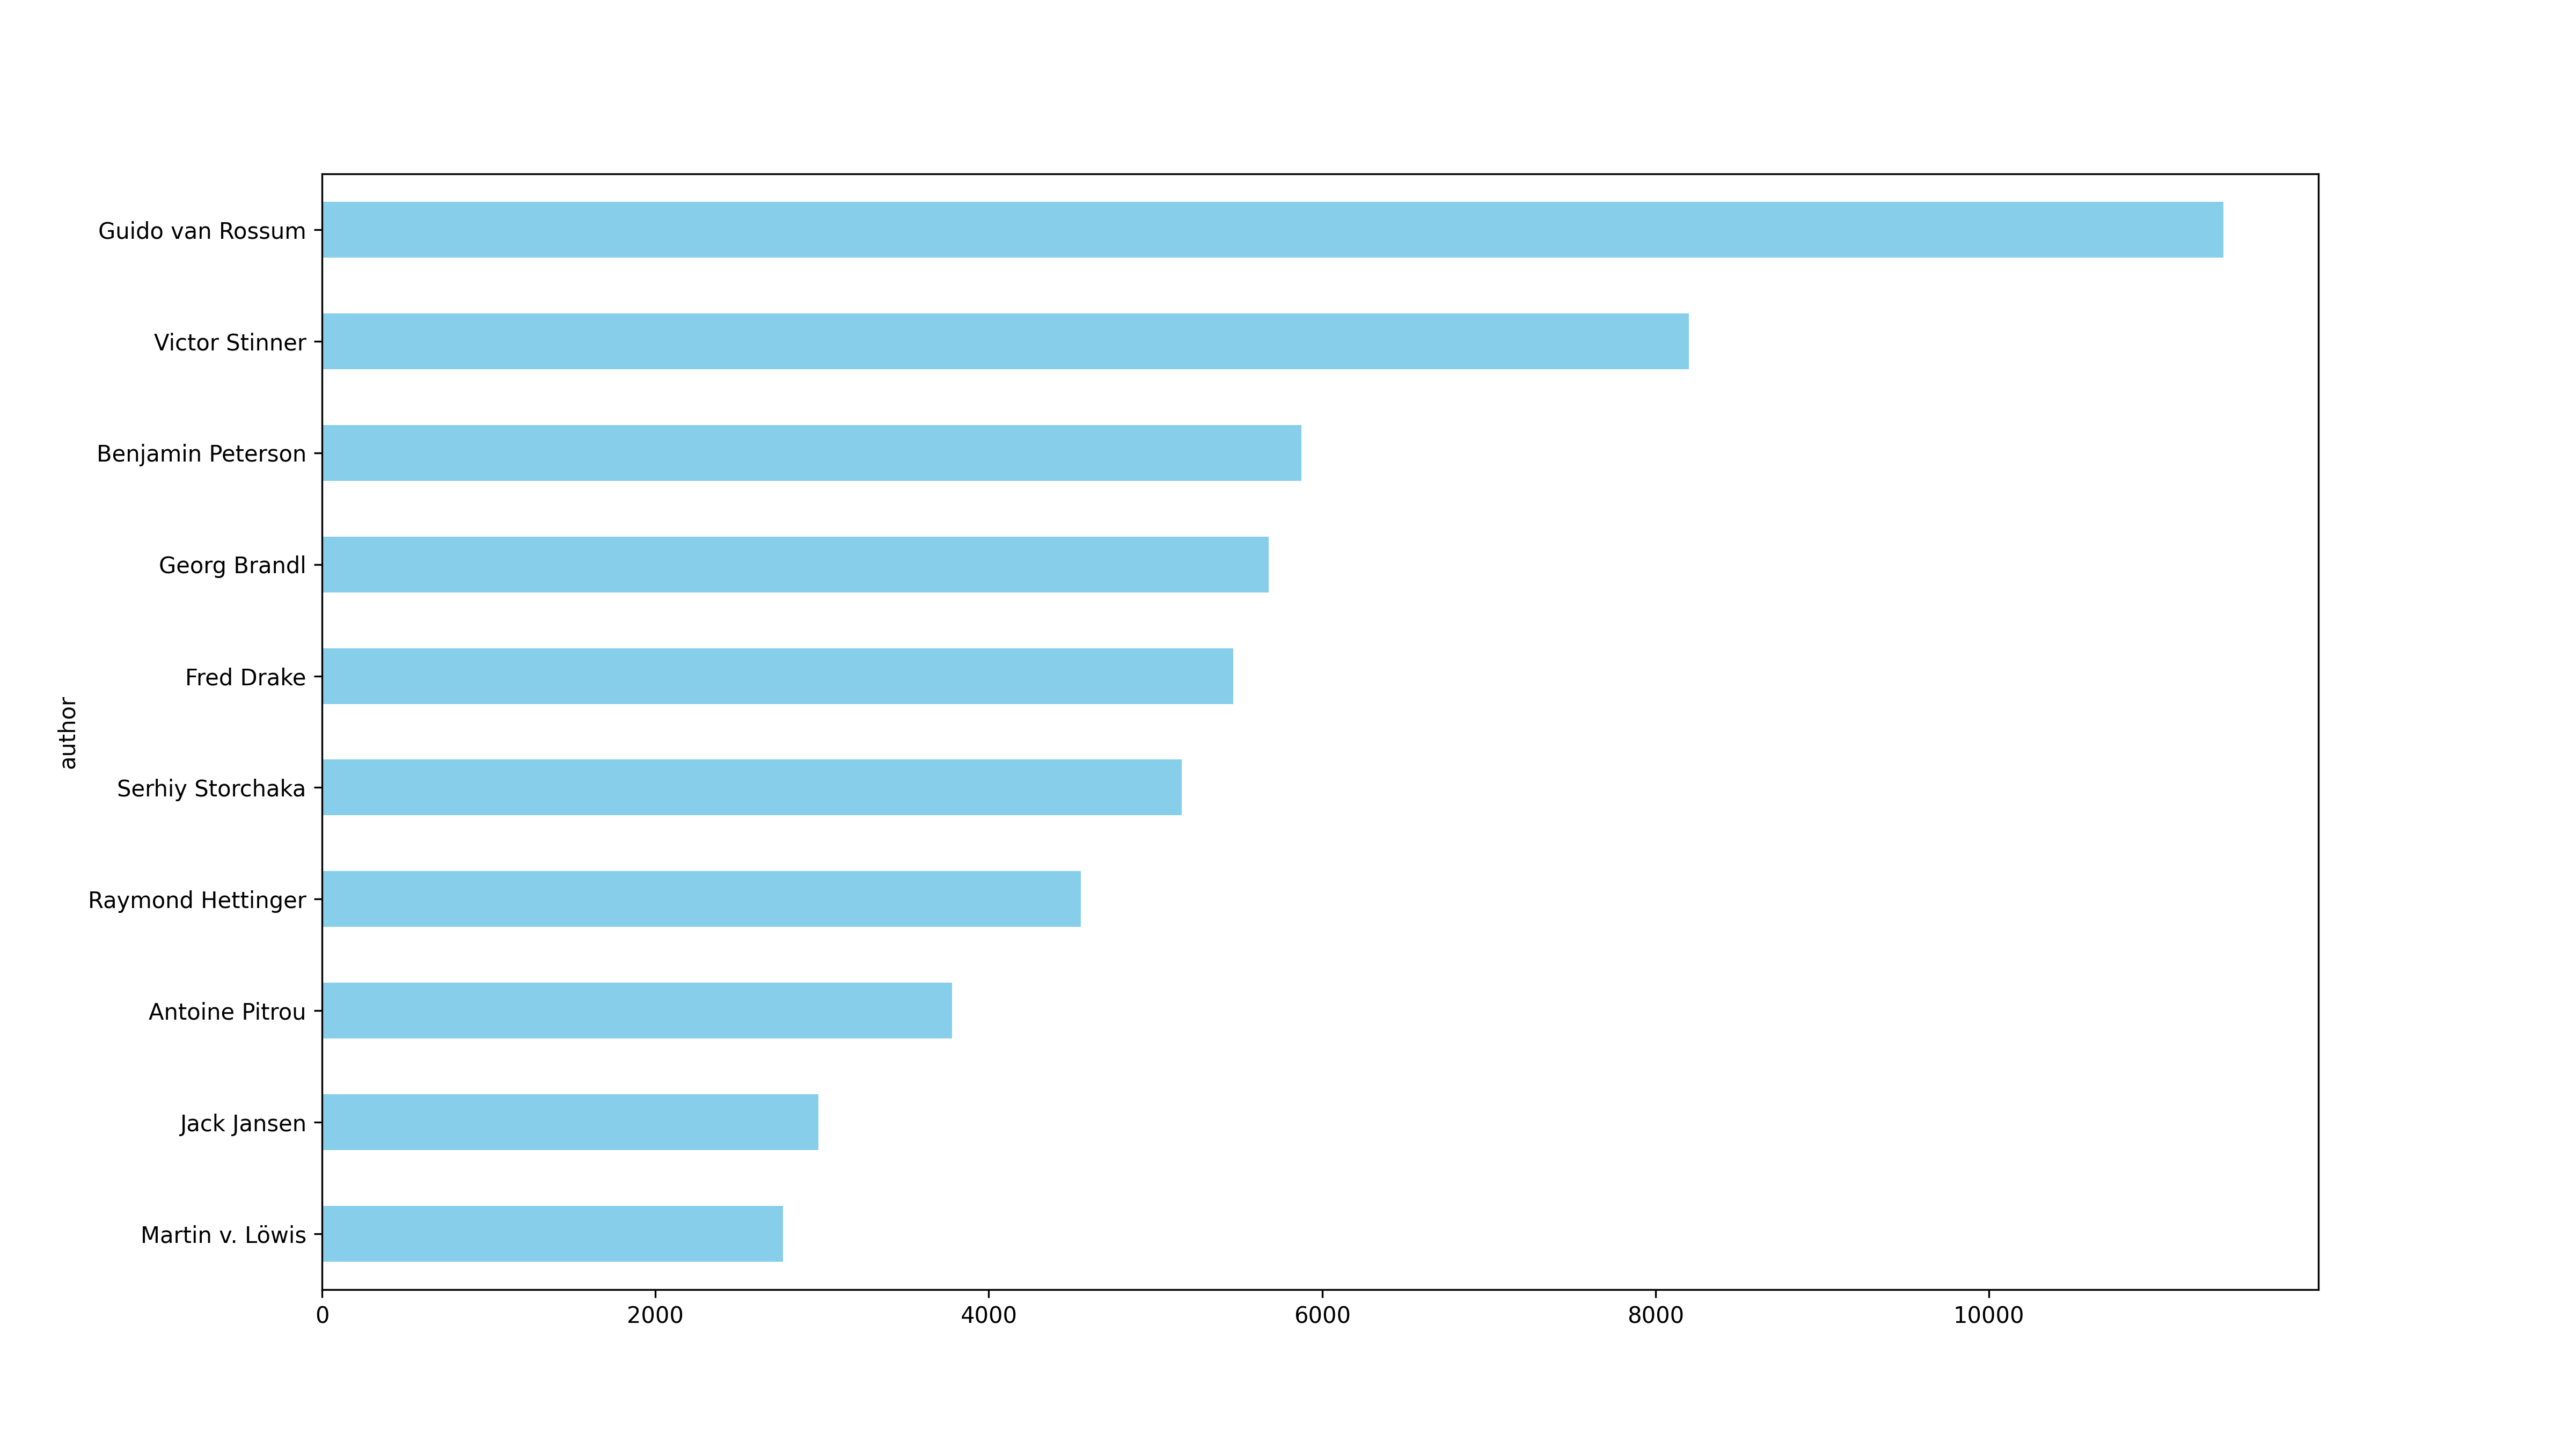 Guido van Rossum
Victor Stinner
Benjamin Peterson
Georg Brandl
Fred Drake
author
Serhiy Storchaka
Raymond Hettinger
Antoine Pitrou
Jack Jansen
Martin v. Löwis
0 2000 4000 6000 8000 10000